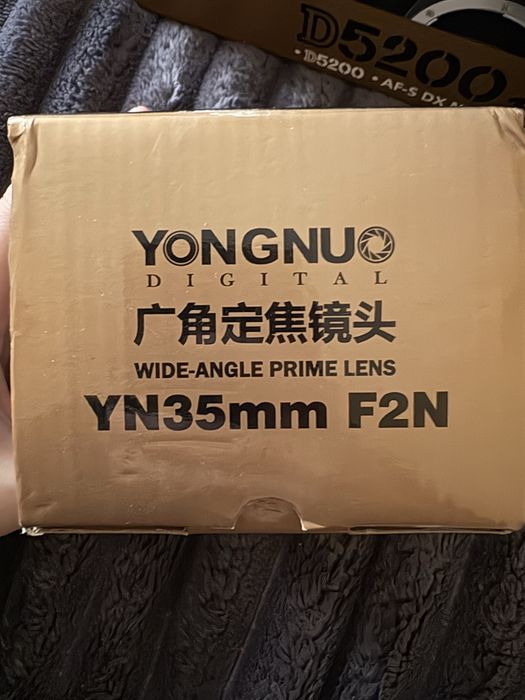 D5200
• D5200 • AF-S DX
YONGNUO
DIGITAL
广角定焦镜头
WIDE-ANGLE PRIME LENS
YN35mm F2N